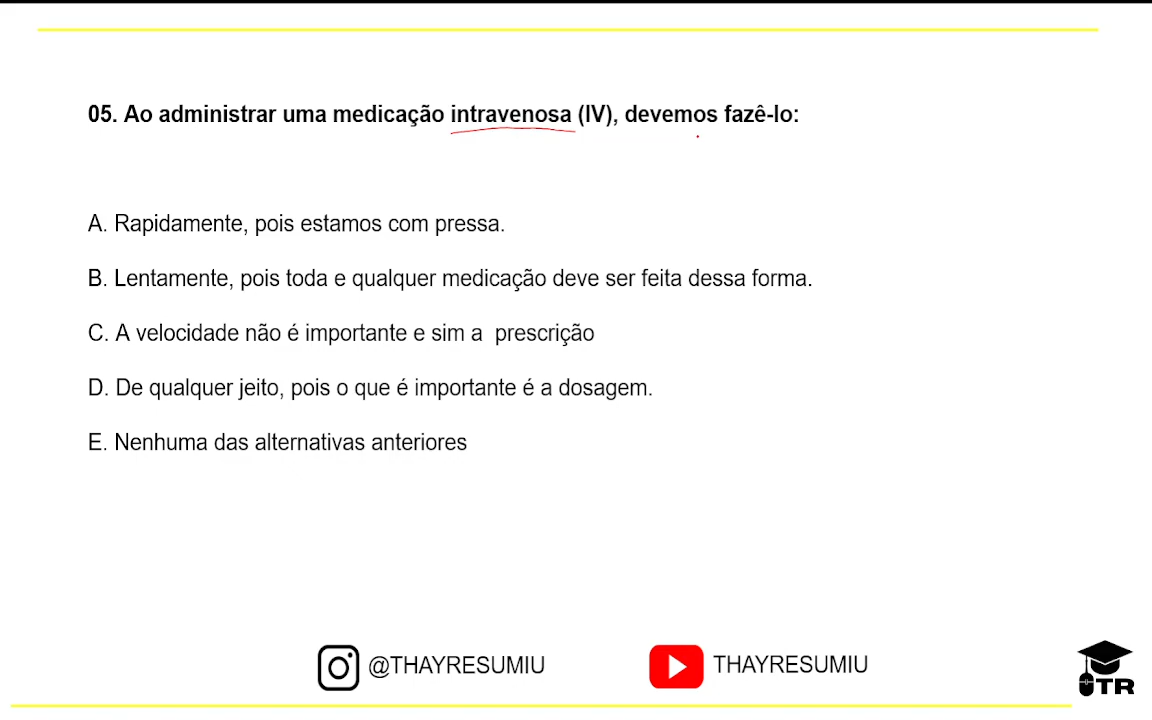 05. Ao administrar uma medicação intravenosa (IV), devemos fazê-lo:
A. Rapidamente, pois estamos com pressa.
B. Lentamente, pois toda e qualquer medicação deve ser feita dessa forma.
C. A velocidade não é importante e sim a  prescrição
D. De qualquer jeito, pois o que é importante é a dosagem.
E. Nenhuma das alternativas anteriores
@THAYRESUMIU
THAYRESUMIU
TR